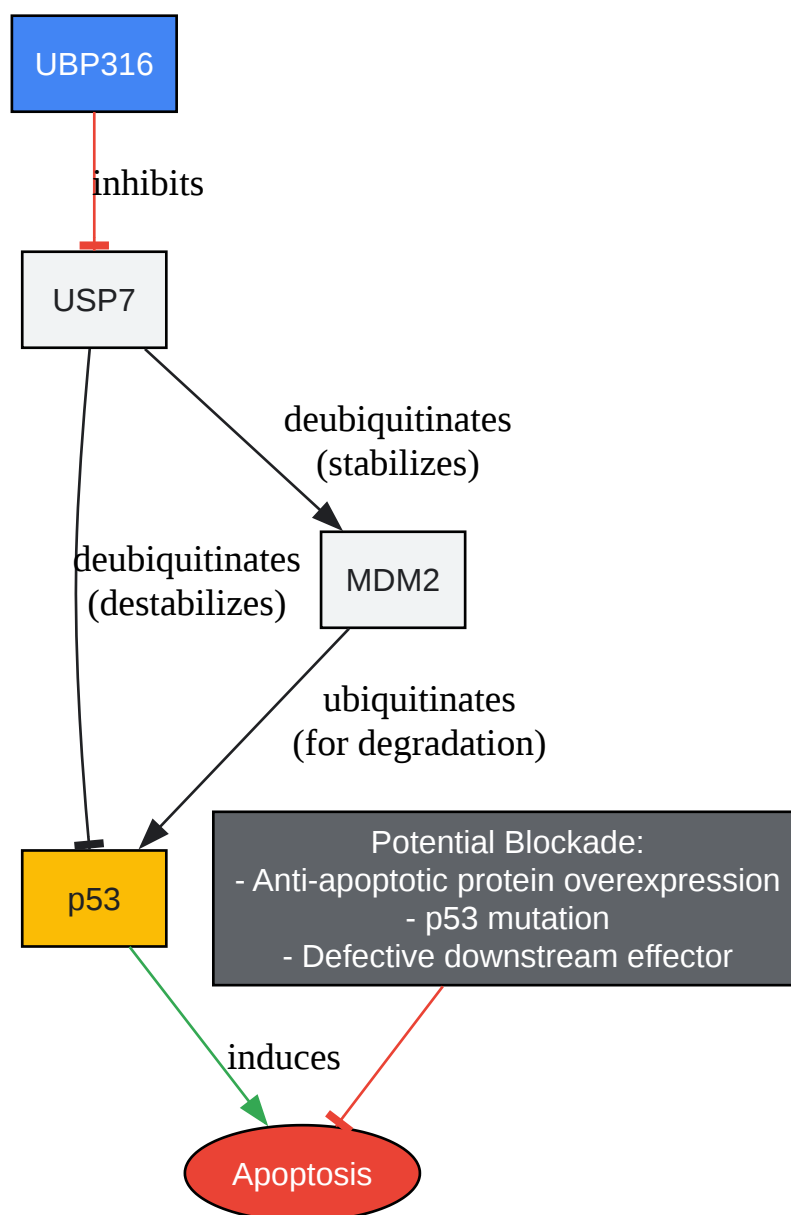 UBP316
inhibits
USP7
deubiquitinates
(stabilizes)
deubiquitinates
(destabilizes)
MDM2
ubiquitinates
(for degradation)
Potential Blockade:
- Anti-apoptotic protein overexpression
- p53 mutation
- Defective downstream effector
p53
induces
Apoptosis